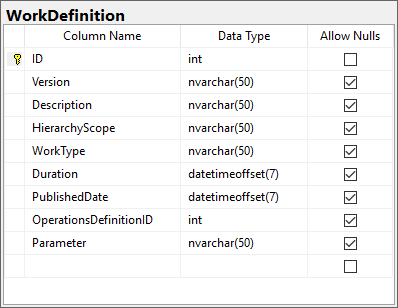 WorkDefinition
Column Name Data Type Allow Nulls
ID int
Version nvarchar(50)
Description nvarchar(50)
HierarchyScope nvarchar(50)
WorkType nvarchar(50)
Duration datetimeoffset(7)
PublishedDate datetimeoffset(7)
OperationsDefinitionID int
Parameter nvarchar(50)